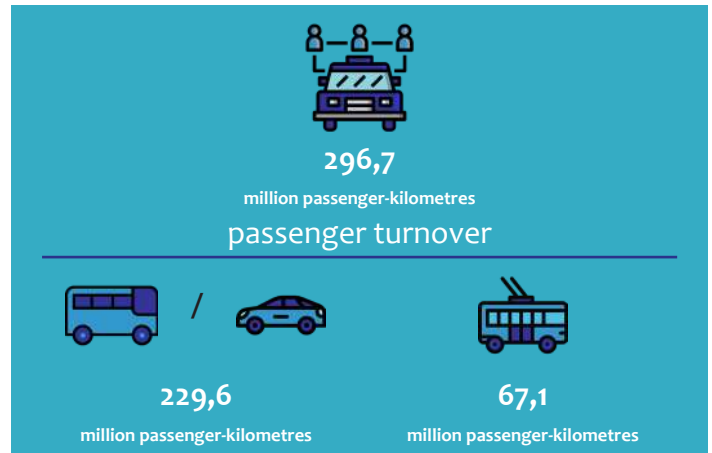 296,7
million passenger-kilometres
passenger turnover
/
229,6
67,1
million passenger-kilometres
million passenger-kilometres